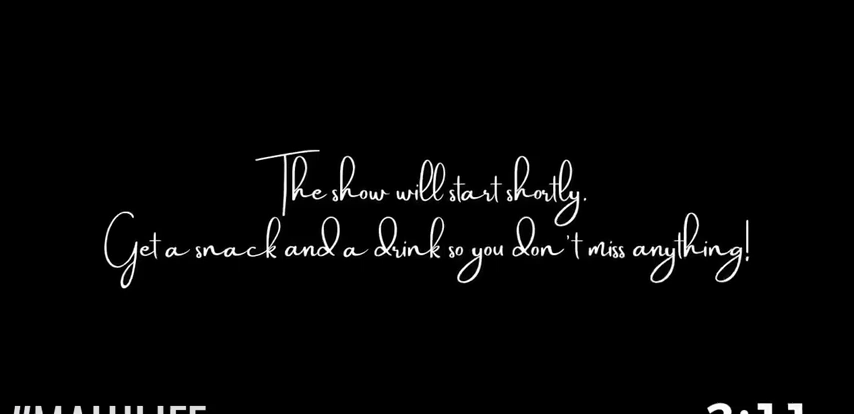 The show will start shortly.
Get a snack and a drink so you don't miss anything!